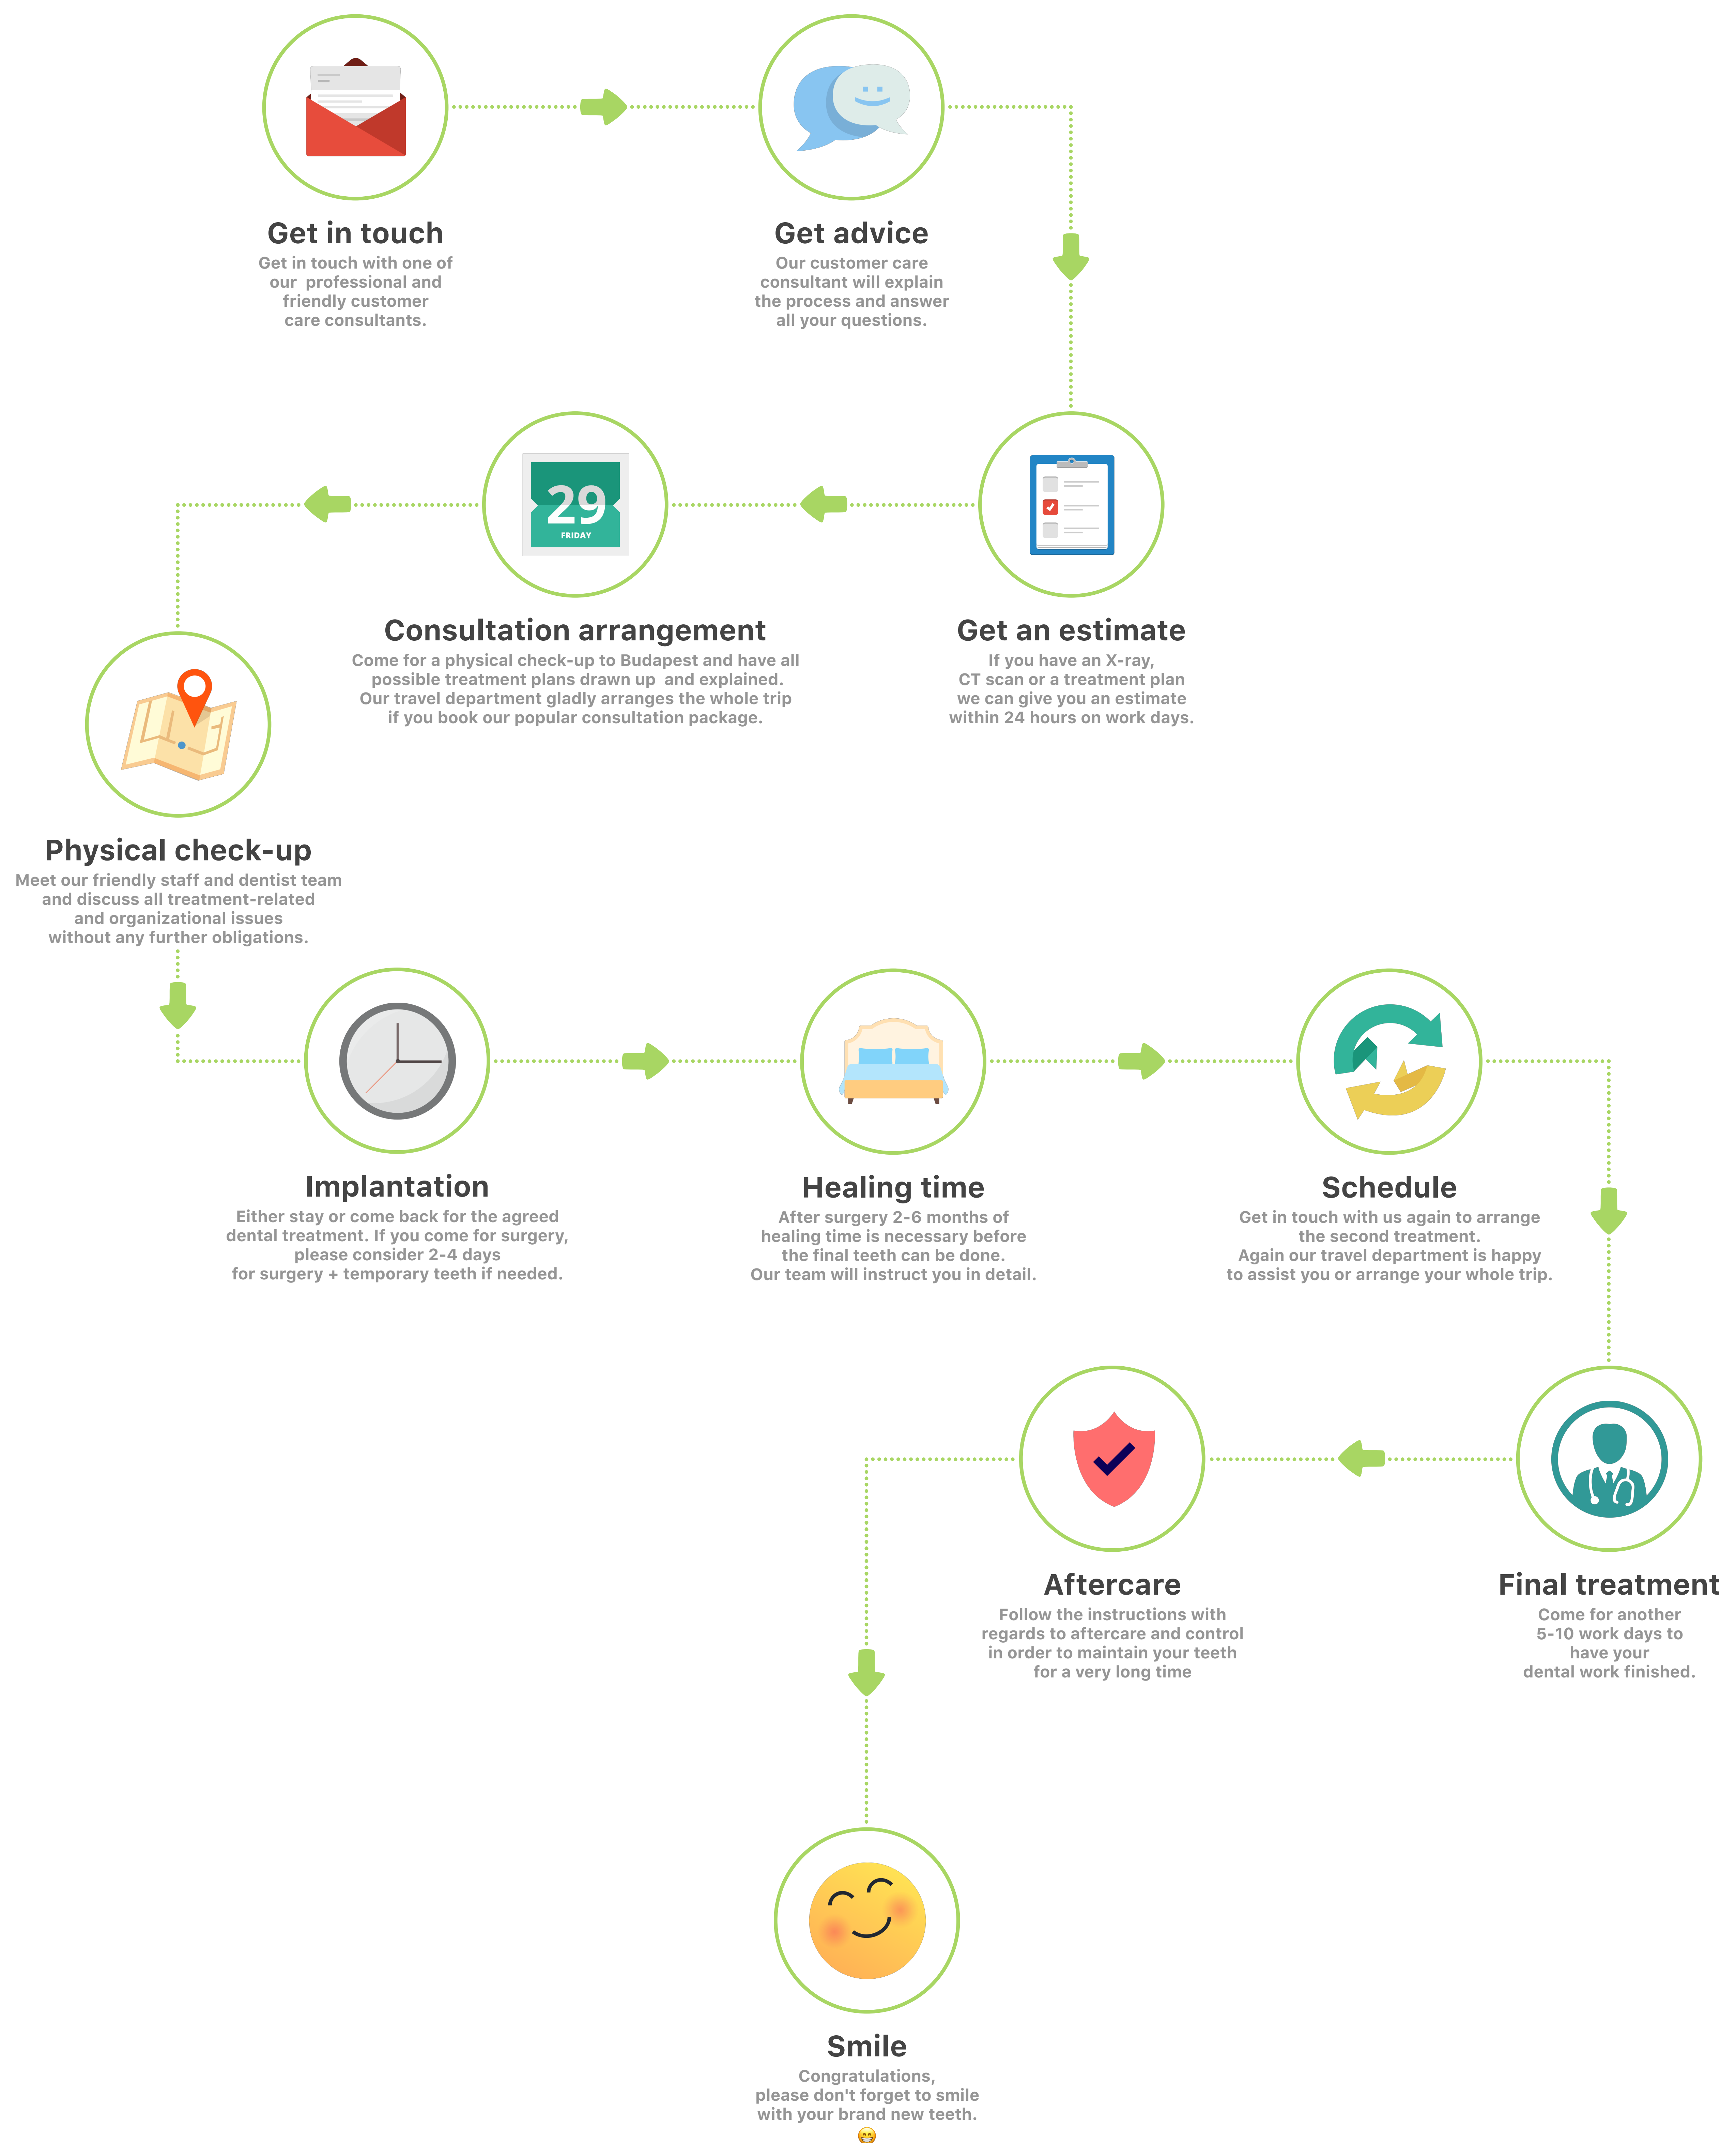 Get in touch
Get in touch with one of
our professional and
friendly customer
care consultants.
Get advice
Our customer care
consultant will explain
the process and answer
all your questions.
Get an estimate
If you have an X-ray,
CT scan or a treatment plan
we can give you an estimate
within 24 hours on work days.
29
FRIDAY
Consultation arrangement
Come for a physical check-up to Budapest and have all
possible treatment plans drawn up and explained.
Our travel department gladly arranges the whole trip
if you book our popular consultation package.
Physical check-up
Meet our friendly staff and dentist team
and discuss all treatment-related
and organizational issues
without any further obligations.
Implantation
Either stay or come back for the agreed
dental treatment. If you come for surgery,
please consider 2-4 days
for surgery + temporary teeth if needed.
Healing time
After surgery 2-6 months of
healing time is necessary before
the final teeth can be done.
Our team will instruct you in detail.
Schedule
Get in touch with us again to arrange
the second treatment.
Again our travel department is happy
to assist you or arrange your whole trip.
Final treatment
Come for another
5-10 work days to
have your
dental work finished.
Aftercare
Follow the instructions with
regards to aftercare and control
in order to maintain your teeth
for a very long time
Smile
Congratulations,
please don't forget to smile
with your brand new teeth.
😁